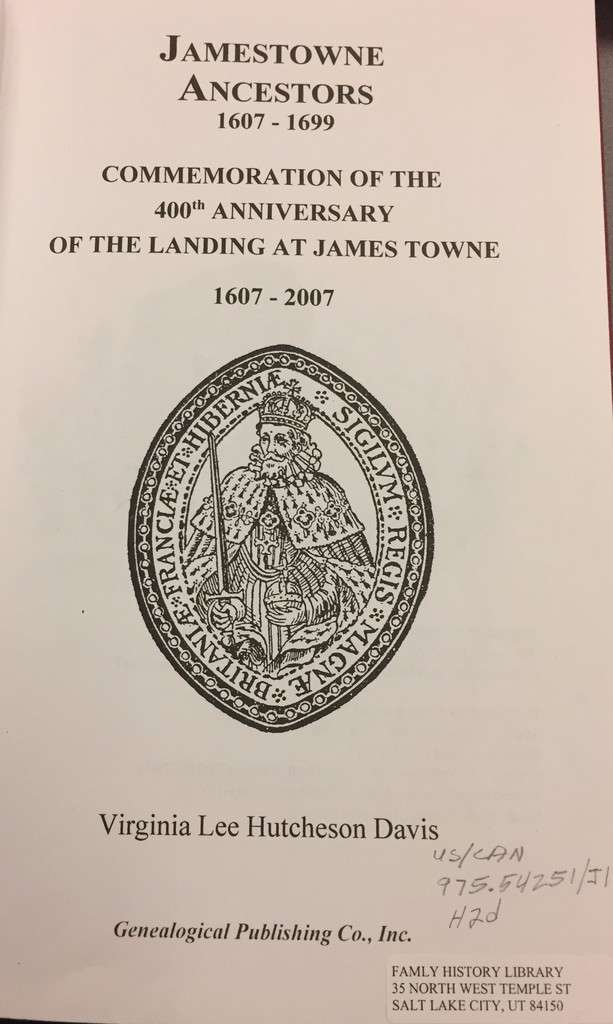 JAMESTOWNE
ANCESTORS
1607 - 1699
COMMEMORATION OF THE
400th ANNIVERSARY
OF THE LANDING AT JAMES TOWNE
1607 - 2007
SIGILVM REGIS MAGNÆ BRITANIÆ FRANCIÆ ET HIBERNIÆ
Virginia Lee Hutcheson Davis
US/CAN
975.54251/J1
H2d
Genealogical Publishing Co., Inc.
FAMLY HISTORY LIBRARY
35 NORTH WEST TEMPLE ST
SALT LAKE CITY, UT 84150